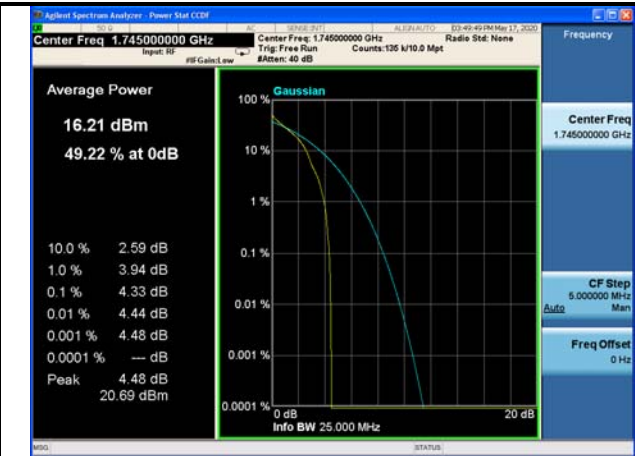 Agilent Spectrum Analyzer - Power Stat CCDF
50 Ω AC SENSE:INT ALIGN AUTO 03:49:49 PM May 17, 2020
Center Freq 1.745000000 GHz
Input: RF
#IFGain:Low
Center Freq: 1.745000000 GHz
Trig: Free Run Counts:135 k/10.0 Mpt
#Atten: 40 dB
Radio Std: None
Frequency
Average Power
16.21 dBm
49.22 % at 0dB
10.0 % 2.59 dB
1.0 % 3.94 dB
0.1 % 4.33 dB
0.01 % 4.44 dB
0.001 % 4.48 dB
0.0001 % --- dB
Peak 4.48 dB
20.69 dBm
Gaussian
100 %
10 %
1 %
0.1 %
0.01 %
0.001 %
0.0001 %
0 dB 20 dB
Info BW 25.000 MHz
Center Freq
1.745000000 GHz
CF Step
5.000000 MHz
Auto Man
Freq Offset
0 Hz
MSG STATUS